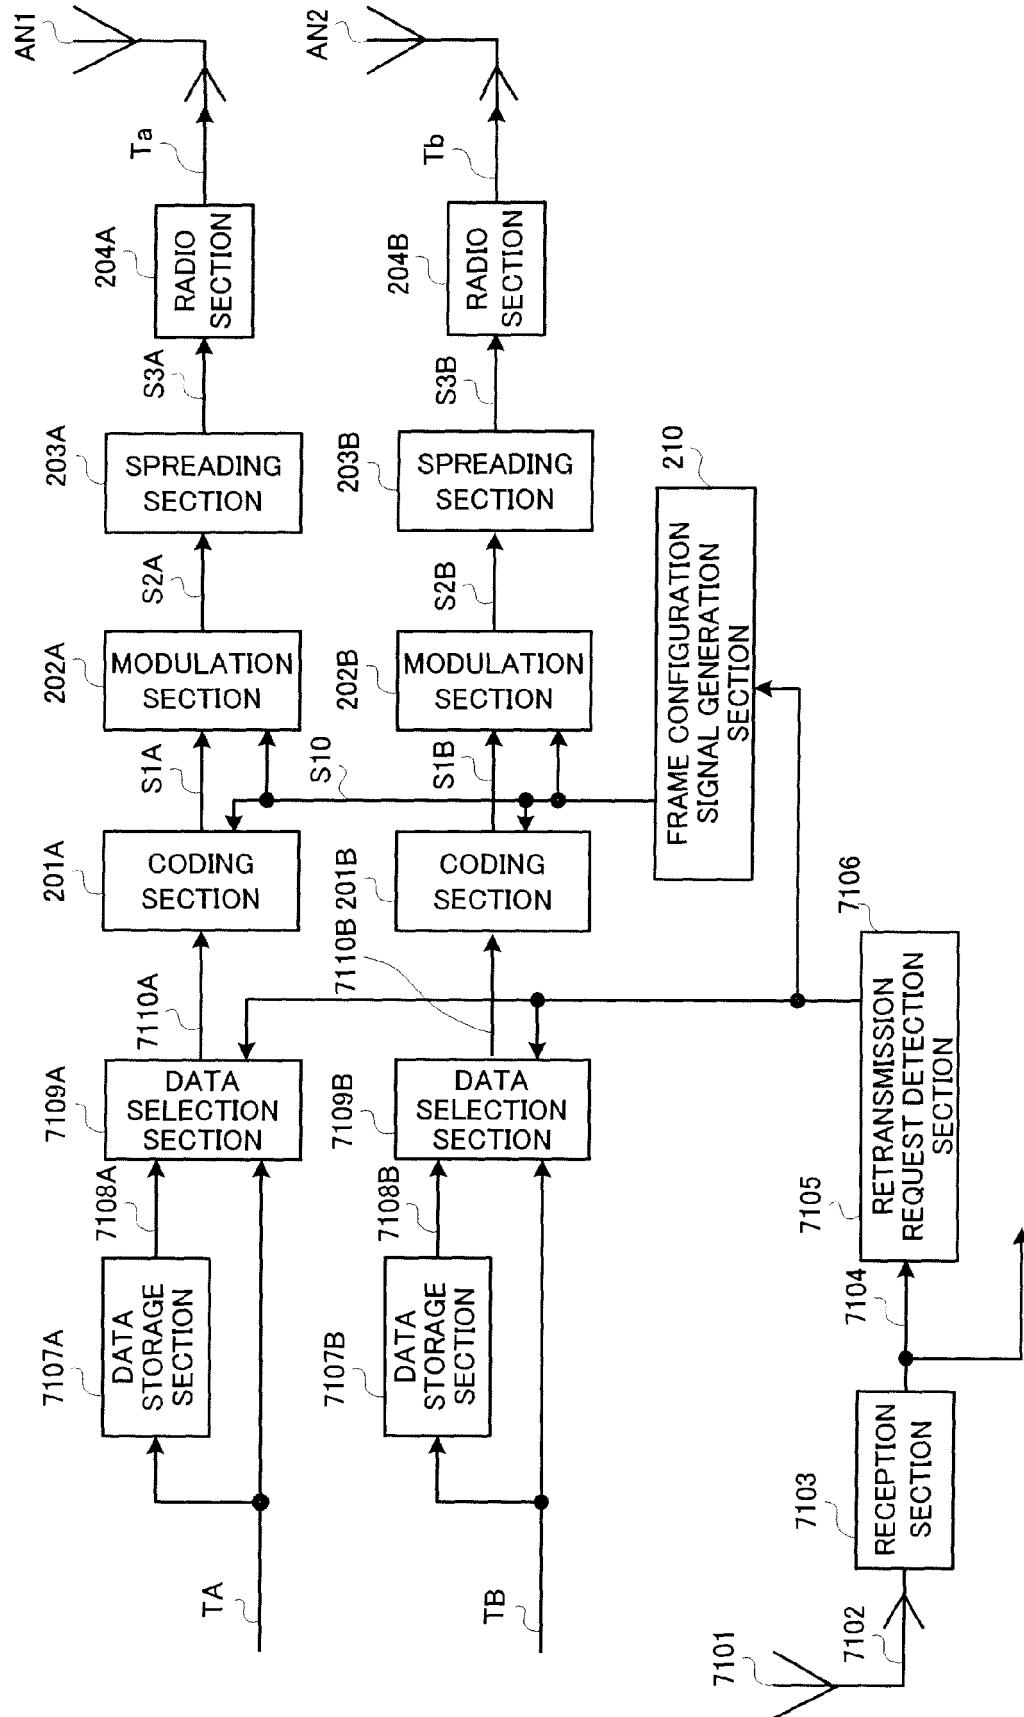 TA
7107A
DATA
STORAGE
SECTION
7108A
7109A
DATA
SELECTION
SECTION
7110A
201A
CODING
SECTION
S1A
202A
MODULATION
SECTION
S2A
203A
SPREADING
SECTION
S3A
204A
RADIO
SECTION
Ta
AN1
TB
7107B
DATA
STORAGE
SECTION
7108B
7109B
DATA
SELECTION
SECTION
7110B
201B
CODING
SECTION
S10
S1B
202B
MODULATION
SECTION
S2B
203B
SPREADING
SECTION
S3B
204B
RADIO
SECTION
Tb
AN2
210
FRAME CONFIGURATION
SIGNAL GENERATION
SECTION
7101
7102
7103
RECEPTION
SECTION
7104
7105
RETRANSMISSION
REQUEST DETECTION
SECTION
7106